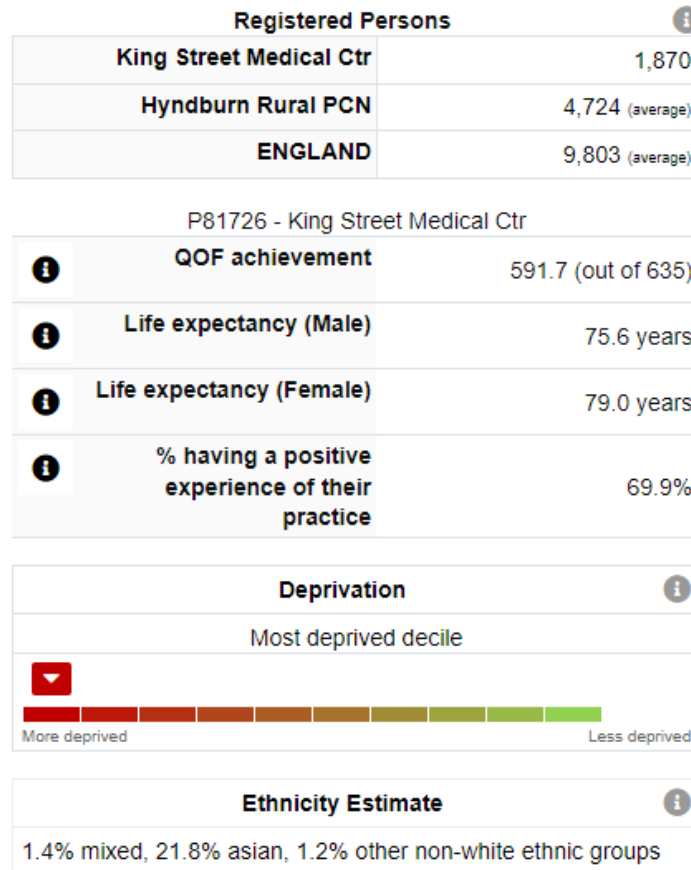 Registered Persons
King Street Medical Ctr 1,870
Hyndburn Rural PCN 4,724 (average)
ENGLAND 9,803 (average)
P81726 - King Street Medical Ctr
QOF achievement 591.7 (out of 635)
Life expectancy (Male) 75.6 years
Life expectancy (Female) 79.0 years
% having a positive
experience of their 69.9%
practice
Deprivation
Most deprived decile
More deprived Less deprived
Ethnicity Estimate
1.4% mixed, 21.8% asian, 1.2% other non-white ethnic groups